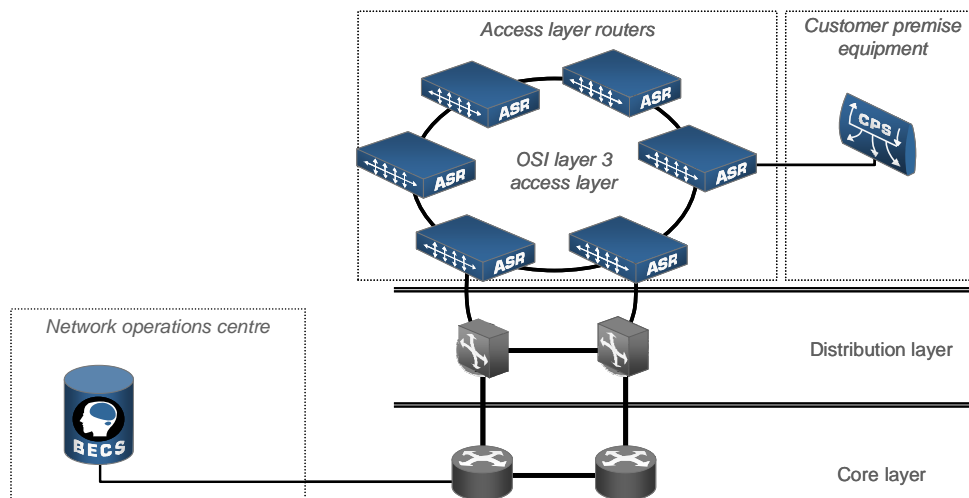 Access layer routers
Customer premise
equipment
ASR
ASR
CPS
ASR
ASR
OSI layer 3
access layer
ASR
ASR
Network operations centre
Distribution layer
BECS
Core layer